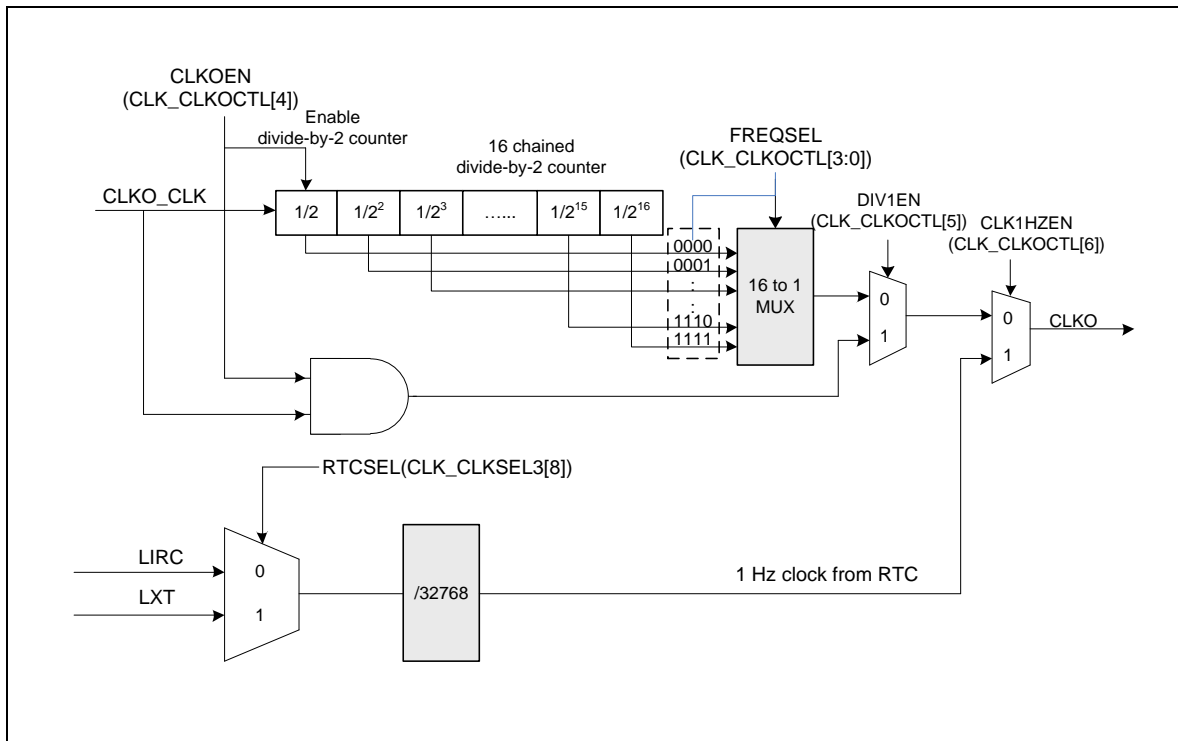 CLKOEN
(CLK_CLKOCTL[4])
Enable
divide-by-2 counter
16 chained
divide-by-2 counter
FREQSEL
(CLK_CLKOCTL[3:0])
DIV1EN
(CLK_CLKOCTL[5])
CLK1HZEN
(CLK_CLKOCTL[6])
CLKO_CLK
1/2
1/2²
1/2³
…...
1/2¹⁵
1/2¹⁶
0000
0001
:
:
1110
1111
16 to 1
MUX
0
1
0
1
CLKO
RTCSEL(CLK_CLKSEL3[8])
LIRC
LXT
0
1
/32768
1 Hz clock from RTC